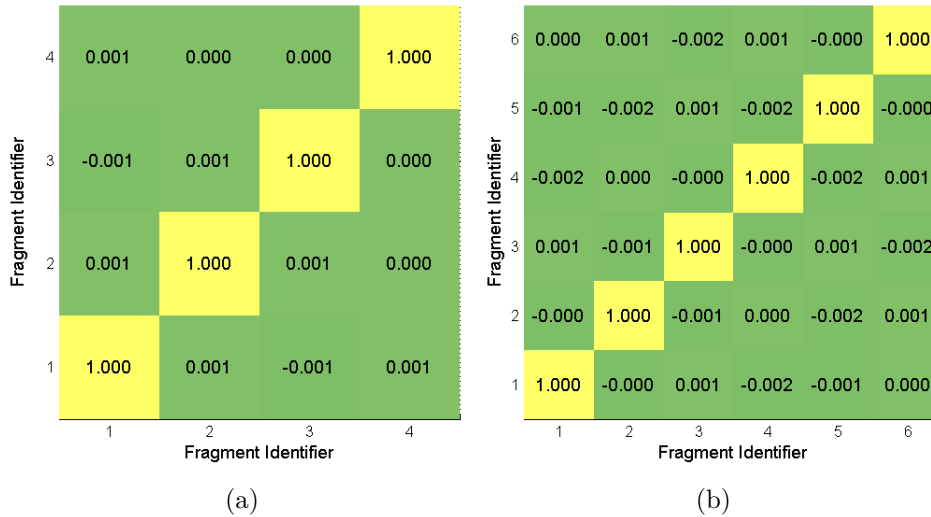 Fragment Identifier
4 0.001 0.000 0.000 1.000
3 -0.001 0.001 1.000 0.000
2 0.001 1.000 0.001 0.000
1 1.000 0.001 -0.001 0.001
1 2 3 4
Fragment Identifier
(a)
Fragment Identifier
6 0.000 0.001 -0.002 0.001 -0.000 1.000
5 -0.001 -0.002 0.001 -0.002 1.000 -0.000
4 -0.002 0.000 -0.000 1.000 -0.002 0.001
3 0.001 -0.001 1.000 -0.000 0.001 -0.002
2 -0.000 1.000 -0.001 0.000 -0.002 0.001
1 1.000 -0.000 0.001 -0.002 -0.001 0.000
1 2 3 4 5 6
Fragment Identifier
(b)